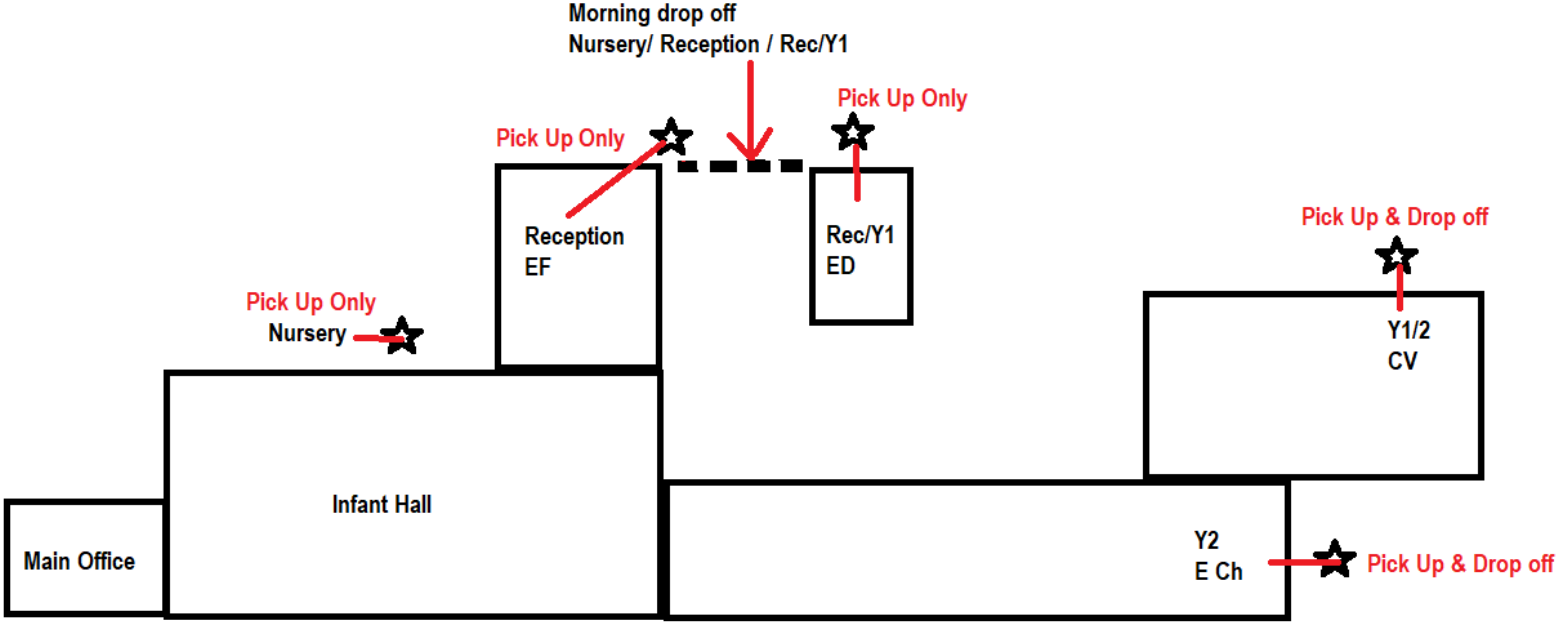 Morning drop off
Nursery/ Reception / Rec/Y1
Pick Up Only
Pick Up Only
Reception
EF
Rec/Y1
ED
Pick Up & Drop off
Y1/2
CV
Pick Up Only
Nursery
Infant Hall
Main Office
Y2
E Ch
Pick Up & Drop off